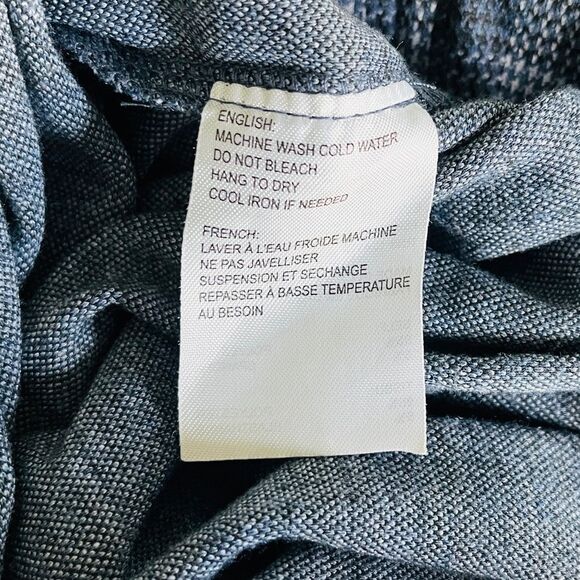 ENGLISH:
MACHINE WASH COLD WATER
DO NOT BLEACH
HANG TO DRY
COOL IRON IF NEEDED
FRENCH:
LAVER À L'EAU FROIDE MACHINE
NE PAS JAVELLISER
SUSPENSION ET SECHANGE
REPASSER À BASSE TEMPERATURE
AU BESOIN